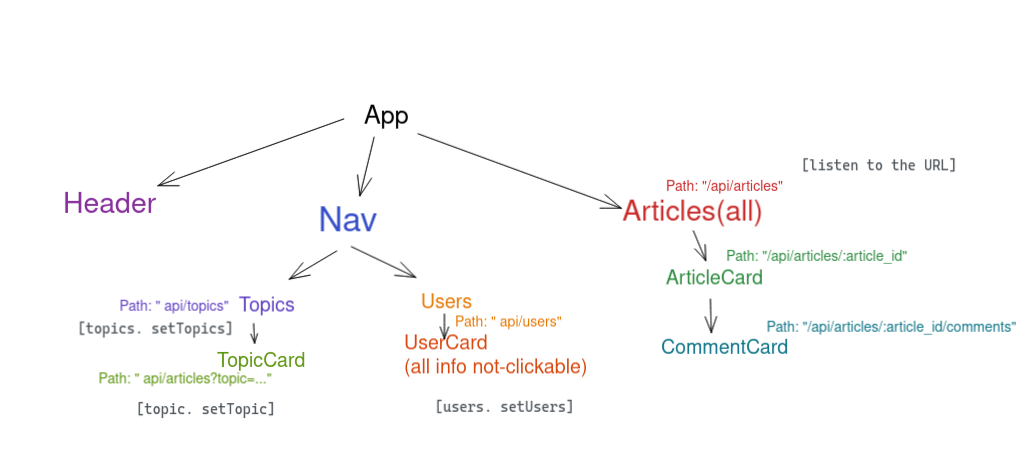 App
[listen to the URL]
Path: "/api/articles"
Header
Nav
Articles(all)
Path: "/api/articles/:article_id"
ArticleCard
Path: " api/topics"
Topics
[topics. setTopics]
TopicCard
Path: " api/articles?topic=..."
[topic. setTopic]
Users
Path: " api/users"
UserCard
(all info not-clickable)
[users. setUsers]
Path: "/api/articles/:article_id/comments"
CommentCard